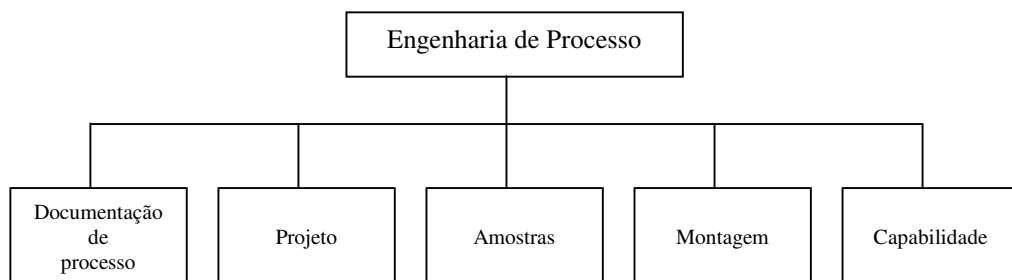 Engenharia de Processo
Documentação
de
processo
Projeto
Amostras
Montagem
Capabilidade